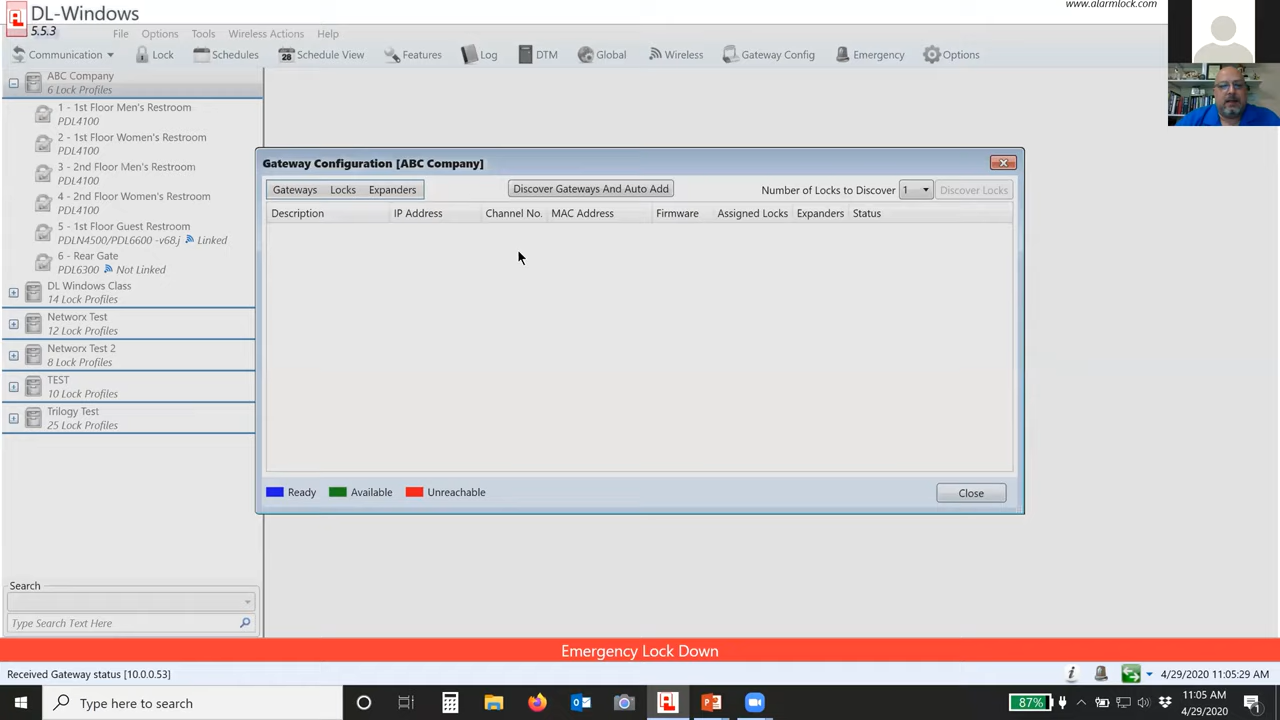 DL-Windows
www.alarmlock.com
5.5.3
File Options Tools Wireless Actions Help
Communication Lock Schedules 28 Schedule View Features Log DTM Global Wireless Gateway Config Emergency Options
ABC Company
6 Lock Profiles
1 - 1st Floor Men's Restroom
PDL4100
2 - 1st Floor Women's Restroom
PDL4100
3 - 2nd Floor Men's Restroom
PDL4100
4 - 2nd Floor Women's Restroom
PDL4100
5 - 1st Floor Guest Restroom
PDLN4500/PDL6600 -v68.j Linked
6 - Rear Gate
PDL6300 Not Linked
DL Windows Class
14 Lock Profiles
Networx Test
12 Lock Profiles
Networx Test 2
8 Lock Profiles
TEST
10 Lock Profiles
Trilogy Test
25 Lock Profiles
Gateway Configuration [ABC Company]
Gateways Locks Expanders Discover Gateways And Auto Add Number of Locks to Discover 1 Discover Locks
Description IP Address Channel No. MAC Address Firmware Assigned Locks Expanders Status
Ready Available Unreachable Close
Search
Type Search Text Here
Emergency Lock Down
Received Gateway status [10.0.0.53] 4/29/2020 11:05:29 AM
Type here to search 87% 11:05 AM
4/29/2020 1